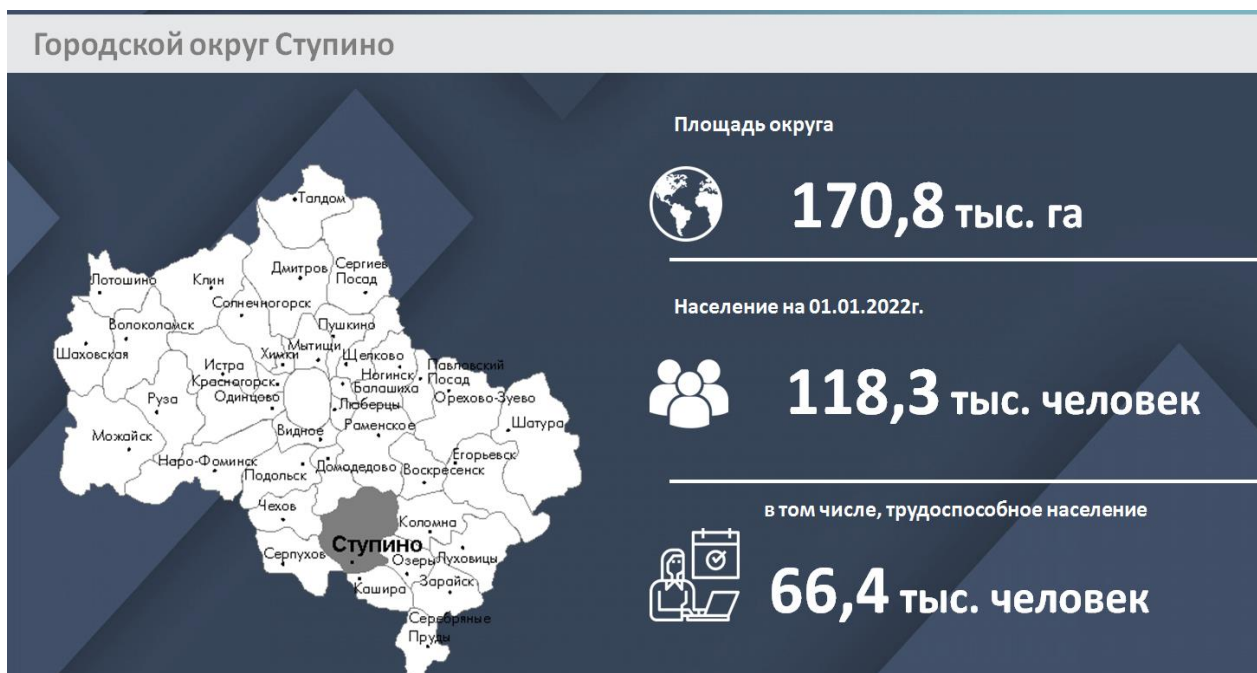 Городской округ Ступино
Площадь округа
170,8 тыс. га
Население на 01.01.2022г.
118,3 тыс. человек
в том числе, трудоспособное население
66,4 тыс. человек
Талдом
Дмитров
Сергиев
Посад
Лотошино
Клин
Солнечногорск
Волоколамск
Пушкино
Шаховская
Химки
Мытищи
Щелково
Истра
Ногинск
Павловский
Посад
Красногорск
Балашиха
Одинцово
Орехово-Зуево
Руза
Люберцы
Видное
Раменское
Шатура
Можайск
Наро-Фоминск
Подольск
Домодедово
Воскресенск
Егорьевск
Чехов
Коломна
Ступино
Серпухов
Озеры
Луховицы
Кашира
Зарайск
Серебряные
Пруды